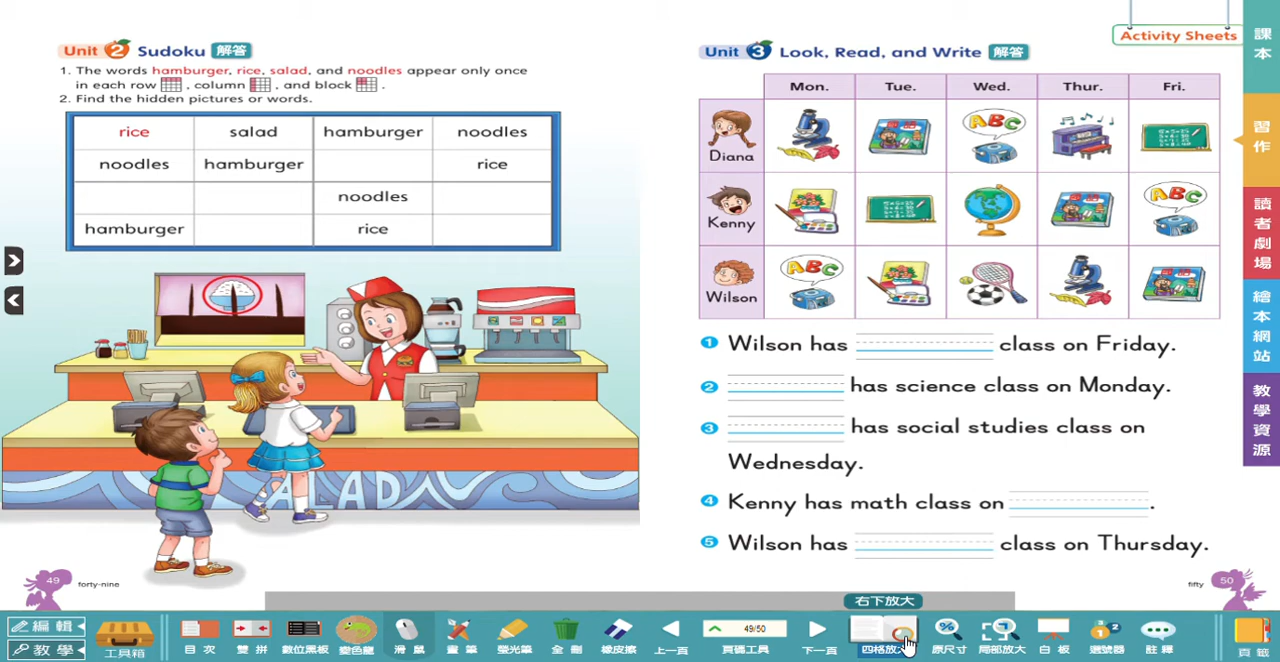 Unit 2 Sudoku 解答
1. The words hamburger, rice, salad, and noodles appear only once
in each row , column , and block .
2. Find the hidden pictures or words.
rice salad hamburger noodles
noodles hamburger rice
noodles
hamburger rice
ALAD
49 forty-nine
Activity Sheets
Unit 3 Look, Read, and Write 解答
Mon. Tue. Wed. Thur. Fri.
Diana ABC
Kenny ABC
Wilson ABC
1 Wilson has class on Friday.
2 has science class on Monday.
3 has social studies class on
Wednesday.
4 Kenny has math class on .
5 Wilson has class on Thursday.
fifty 50
課本
習作
讀者劇場
繪本網站
教學資源
右下放大
編輯
教學
工具箱
目次
雙拼
數位黑板
變色龍
滑鼠
畫筆
螢光筆
全刪
橡皮擦
上一頁
49/50
頁碼工具
下一頁
四格放大
原尺寸
局部放大
白板
選號器
註釋
頁籤